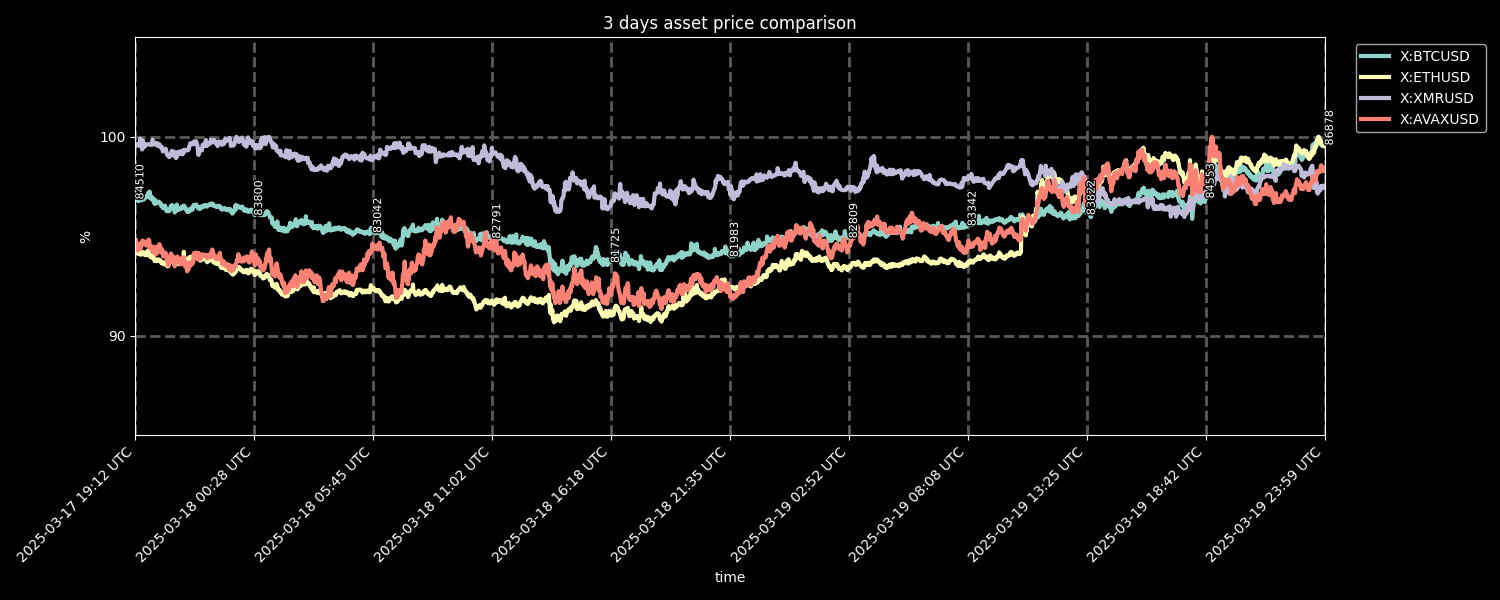 3 days asset price comparison
X:BTCUSD
X:ETHUSD
X:XMRUSD
X:AVAXUSD
100
90
%
84510
83800
83042
82791
81725
81983
82809
83342
83822
84553
86878
2025-03-17 19:12 UTC
2025-03-18 00:28 UTC
2025-03-18 05:45 UTC
2025-03-18 11:02 UTC
2025-03-18 16:18 UTC
2025-03-18 21:35 UTC
2025-03-19 02:52 UTC
2025-03-19 08:08 UTC
2025-03-19 13:25 UTC
2025-03-19 18:42 UTC
2025-03-19 23:59 UTC
time